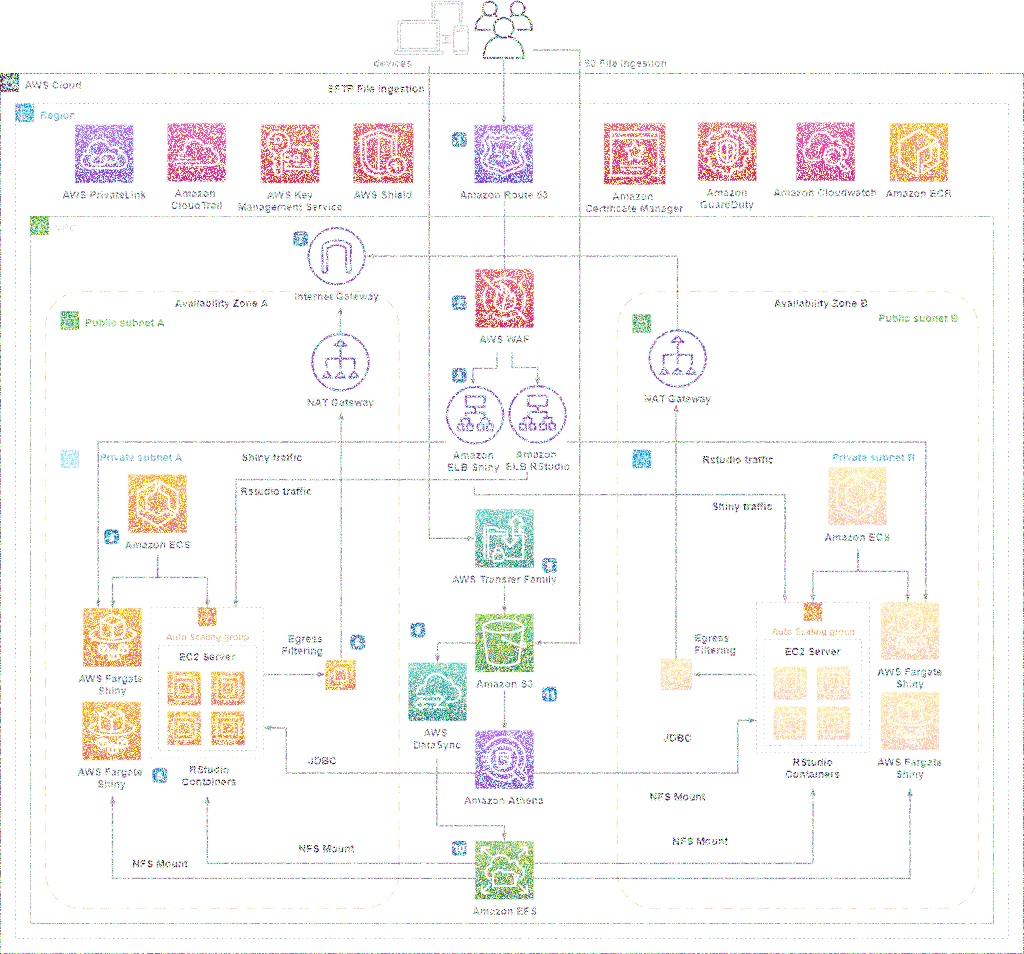 devices
S3 File Ingestion
AWS Cloud
SFTP File Ingestion
Region
AWS PrivateLink
Amazon
CloudTrail
AWS Key
Management Service
AWS Shield
Amazon Route 53
Amazon
Certificate Manager
Amazon
GuardDuty
Amazon Cloudwatch
Amazon ECR
VPC
Internet Gateway
Availability Zone A
Availability Zone B
Public subnet A
Public subnet B
AWS WAF
NAT Gateway
NAT Gateway
Amazon
ELB Shiny
Amazon
ELB RStudio
Private subnet A
Shiny traffic
Rstudio traffic
Private subnet B
Rstudio traffic
Shiny traffic
Amazon ECS
Amazon ECS
AWS Transfer Family
Auto Scaling group
EC2 Server
Egress
Filtering
Egress
Filtering
Auto Scaling group
EC2 Server
AWS Fargate
Shiny
Amazon S3
AWS Fargate
Shiny
AWS
DataSync
JDBC
JDBC
AWS Fargate
Shiny
RStudio
Containers
RStudio
Containers
AWS Fargate
Shiny
Amazon Athena
NFS Mount
NFS Mount
NFS Mount
NFS Mount
Amazon EFS